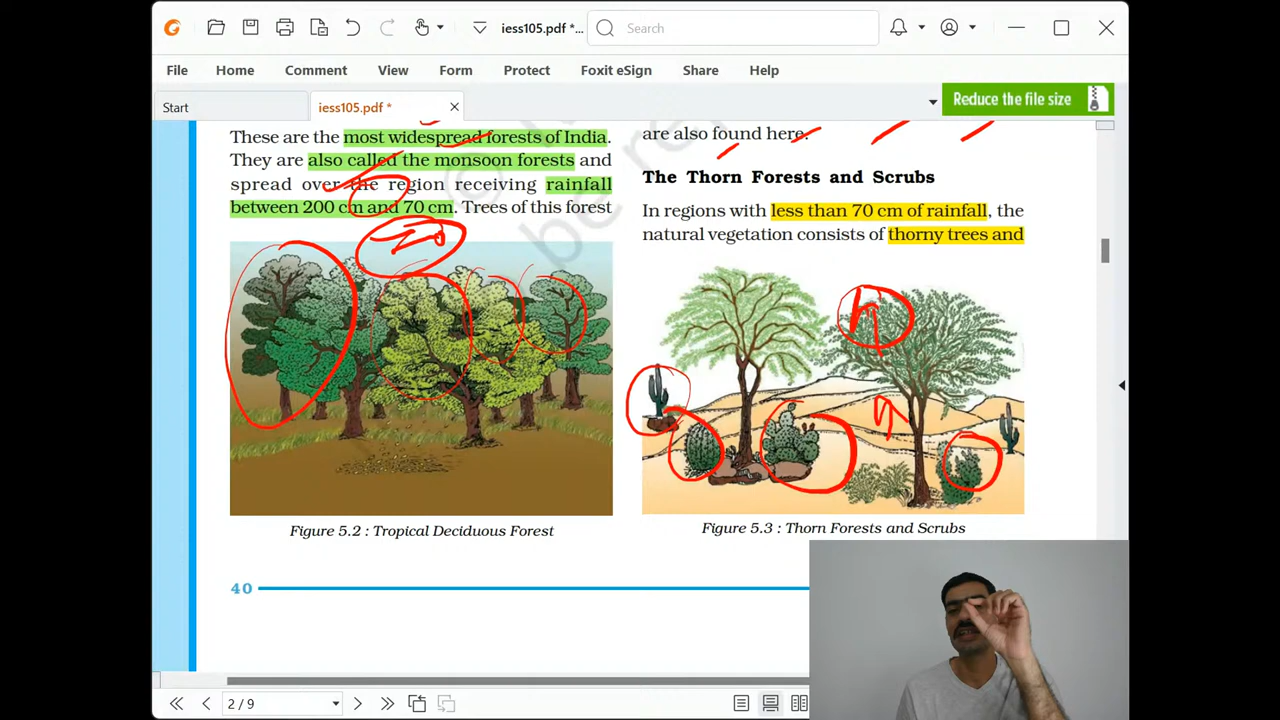 iess105.pdf *...
Search
File Home Comment View Form Protect Foxit eSign Share Help
Start
iess105.pdf *
Reduce the file size
These are the most widespread forests of India.
They are also called the monsoon forests and
spread over the region receiving rainfall
between 200 cm and 70 cm. Trees of this forest
Figure 5.2 : Tropical Deciduous Forest
are also found here.
The Thorn Forests and Scrubs
In regions with less than 70 cm of rainfall, the
natural vegetation consists of thorny trees and
Figure 5.3 : Thorn Forests and Scrubs
40
2 / 9